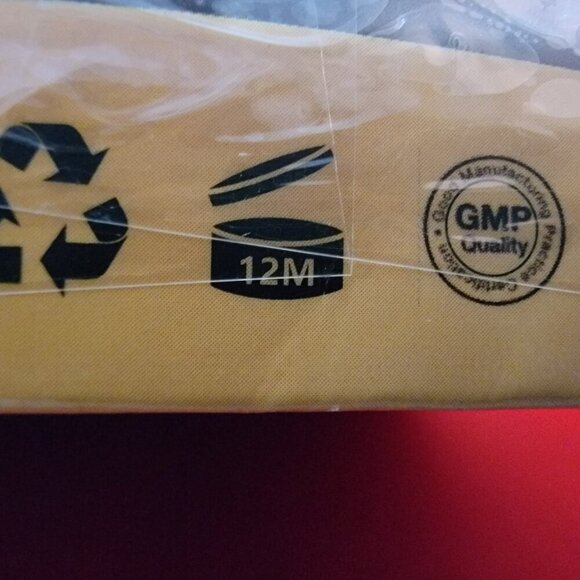 12M
Good Manufacturing Practice
GMP
Quality
Certification